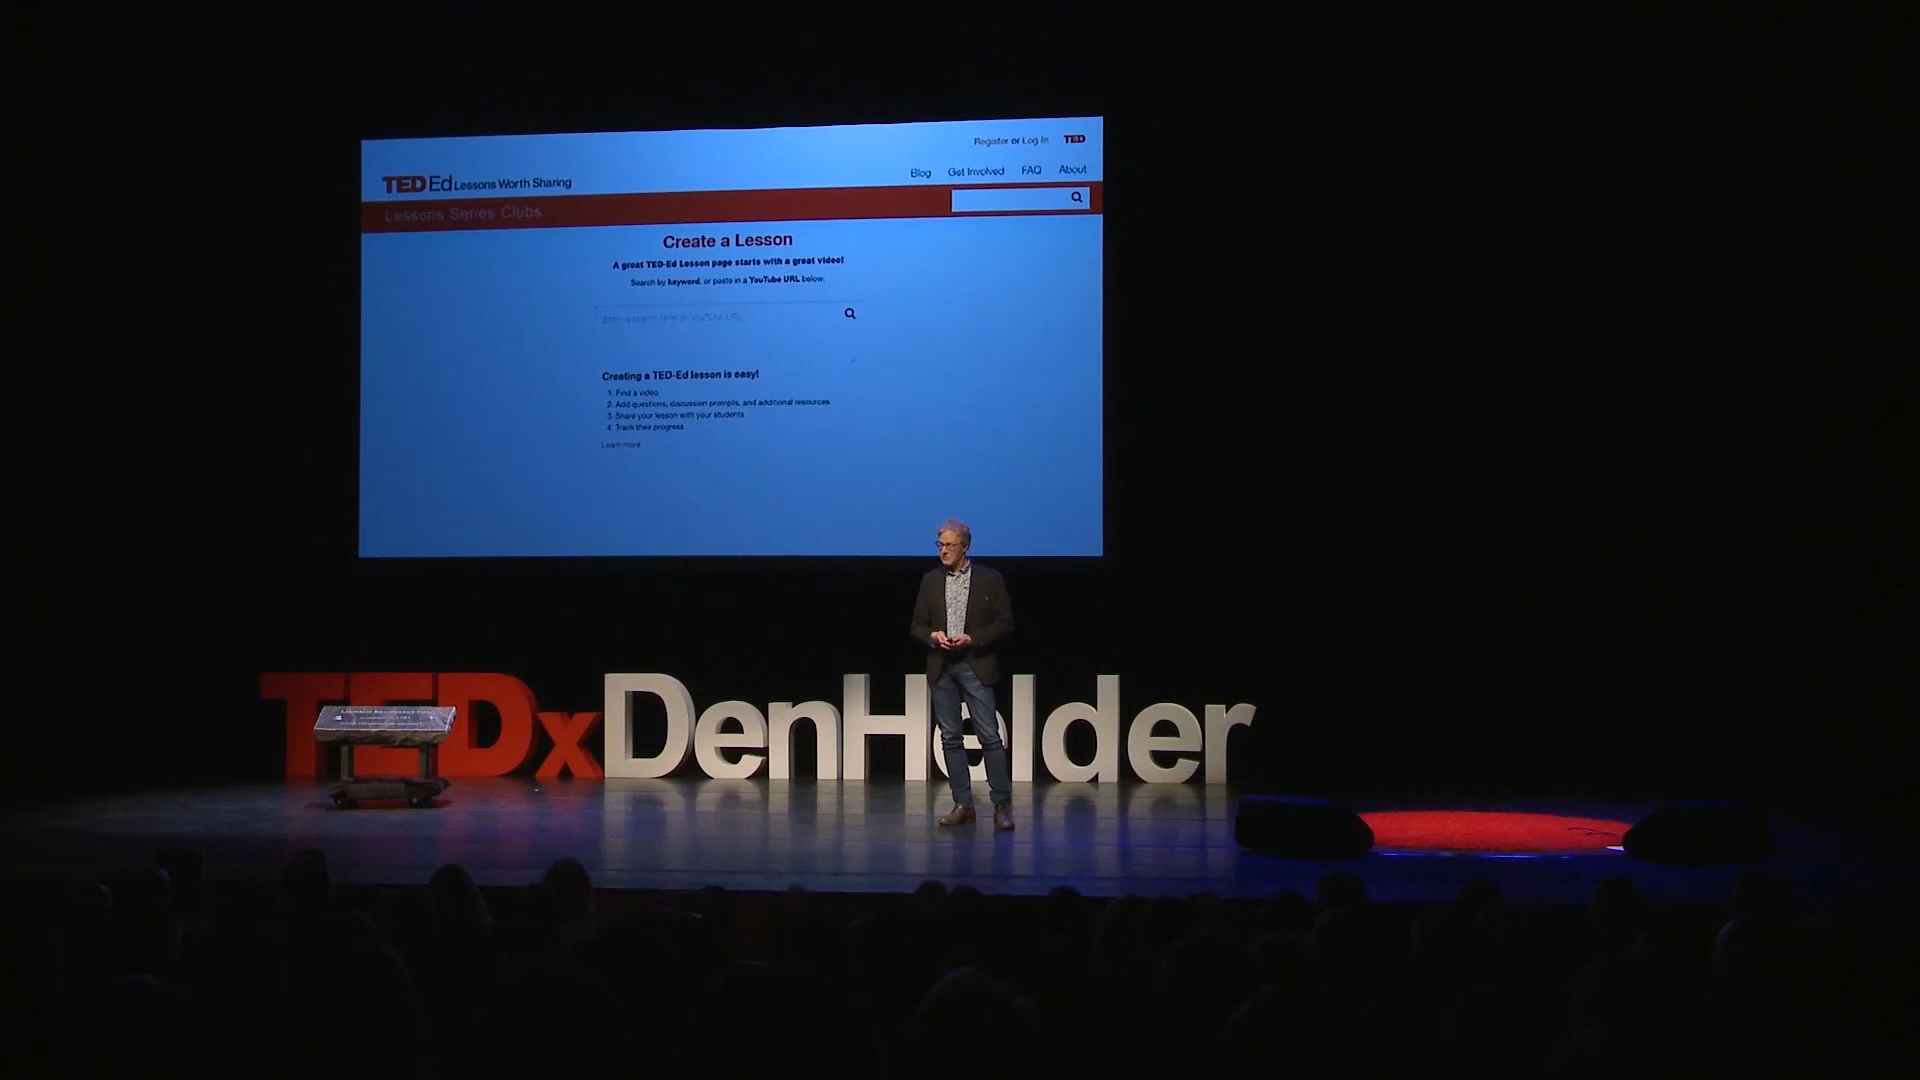 Register or Log In TED
TEDEd Lessons Worth Sharing
Blog Get Involved FAQ About
Lessons Series Clubs
Create a Lesson
A great TED-Ed Lesson page starts with a great video!
Search by keyword, or paste in a YouTube URL below.
Creating a TED-Ed lesson is easy!
1. Find a video
2. Add questions, discussion prompts, and additional resources
3. Share your lesson with your students
4. Track their progress
Learn more
TEDxDenHelder